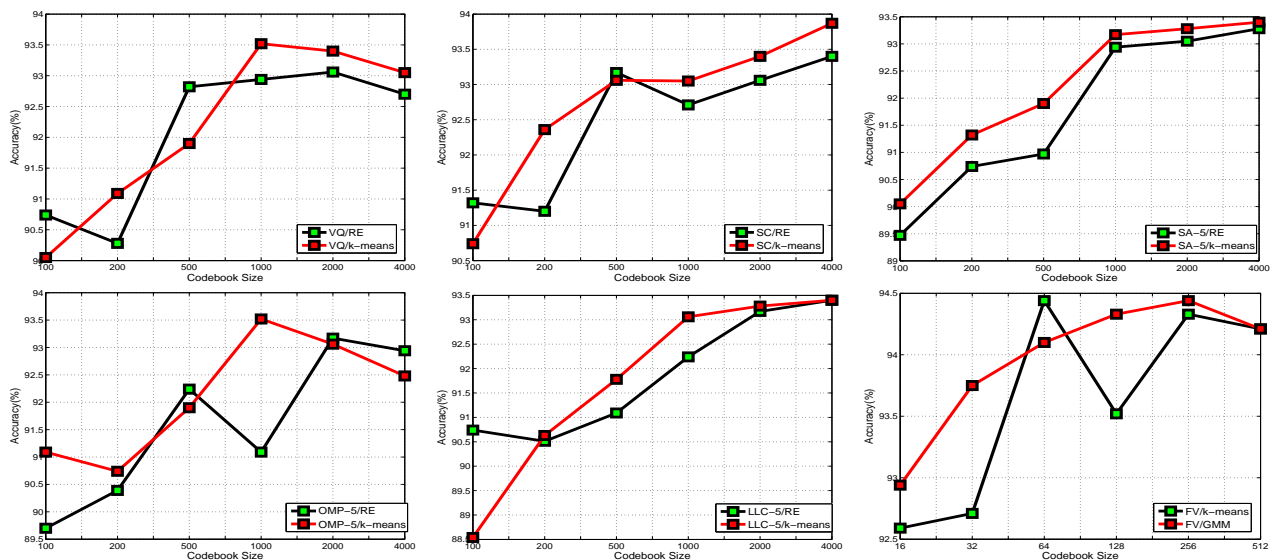 94
93.5
93
92.5
92
91.5
91
90.5
90
100 200 500 1000 2000 4000
Codebook Size
Accuracy(%)
VQ/RE
VQ/k−means
94
93.5
93
92.5
92
91.5
91
90.5
100 200 500 1000 2000 4000
Codebook Size
Accuracy(%)
SC/RE
SC/k−means
93.5
93
92.5
92
91.5
91
90.5
90
89.5
89
100 200 500 1000 2000 4000
Codebook Size
Accuracy(%)
SA−5/RE
SA−5/k−means
94
93.5
93
92.5
92
91.5
91
90.5
90
89.5
100 200 500 1000 2000 4000
Codebook Size
Accuracy(%)
OMP−5/RE
OMP−5/k−means
93.5
93
92.5
92
91.5
91
90.5
90
89.5
89
88.5
100 200 500 1000 2000 4000
Codebook Size
Accuracy(%)
LLC−5/RE
LLC−5/k−means
94.5
94
93.5
93
92.5
16 32 64 128 256 512
Codebook Size
Accuracy(%)
FV/k−means
FV/GMM